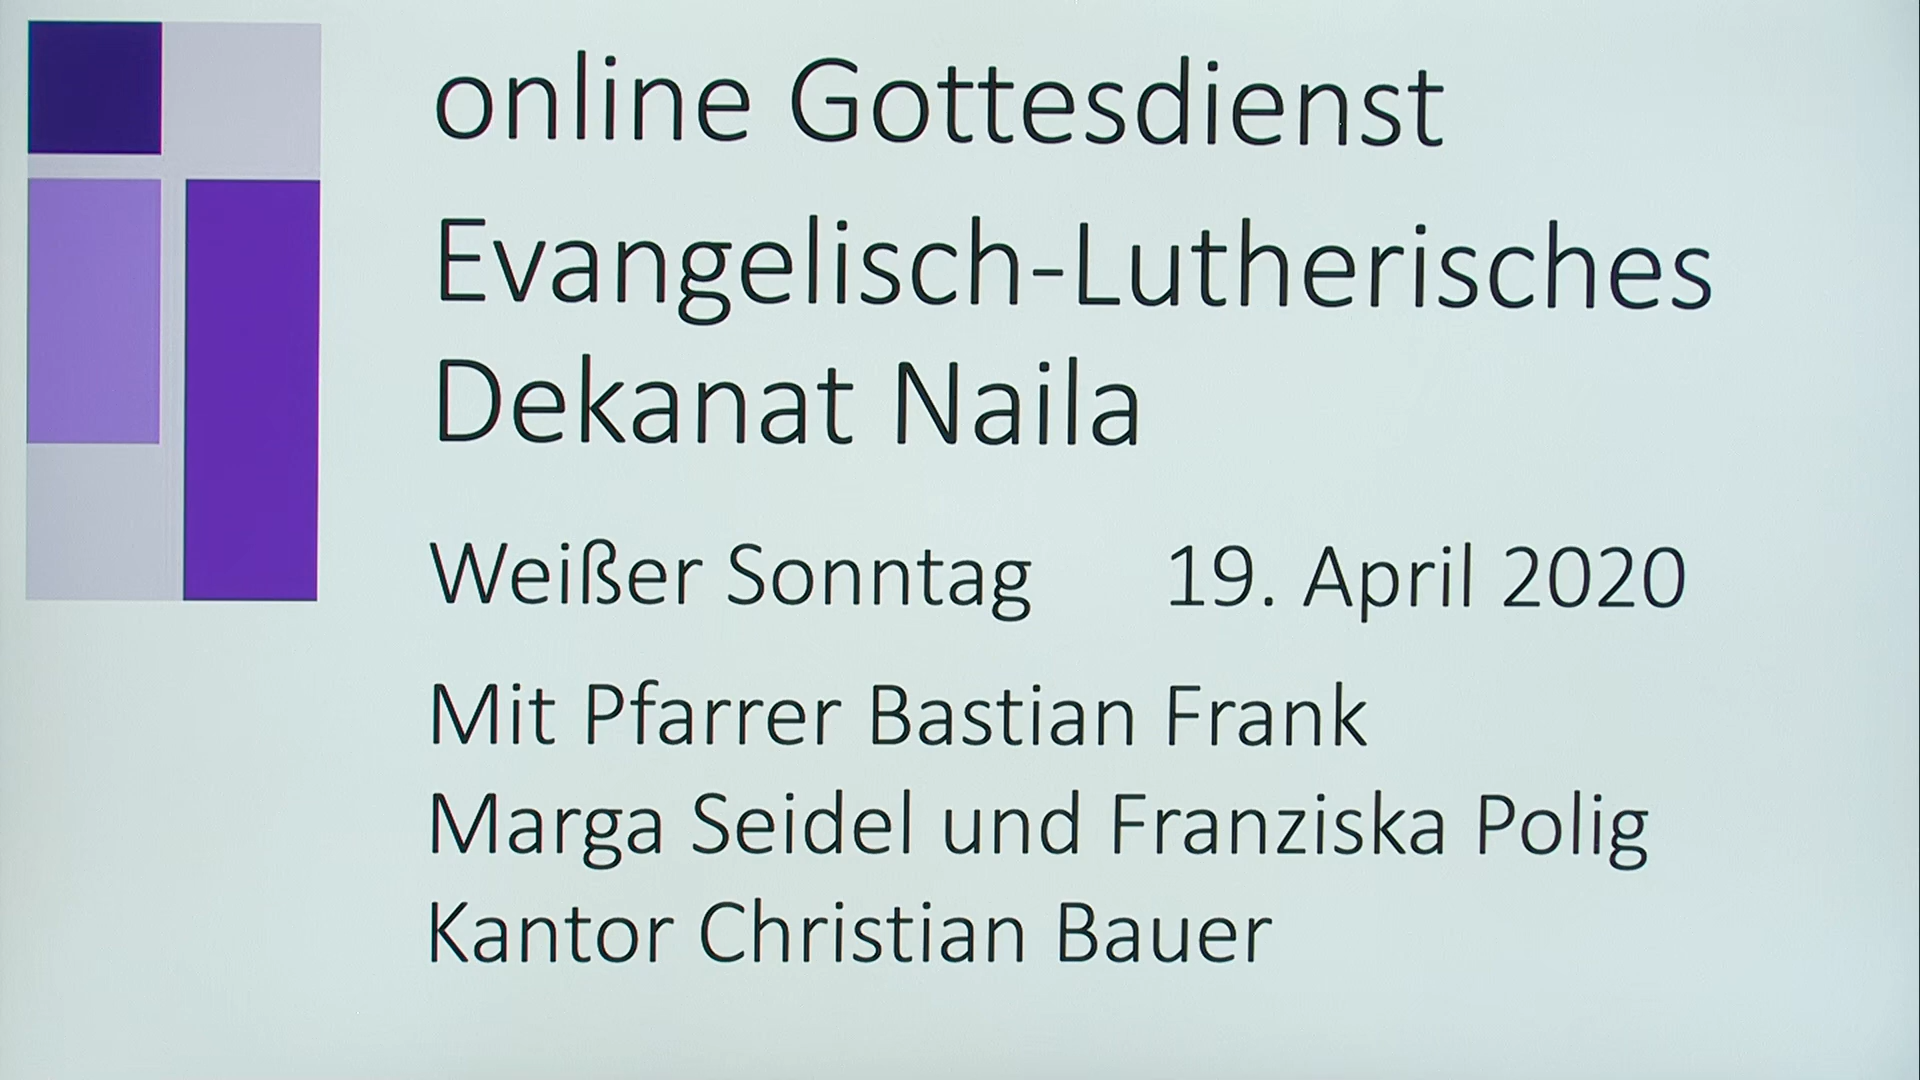 online Gottesdienst
Evangelisch-Lutherisches
Dekanat Naila
Weißer Sonntag 19. April 2020
Mit Pfarrer Bastian Frank
Marga Seidel und Franziska Polig
Kantor Christian Bauer